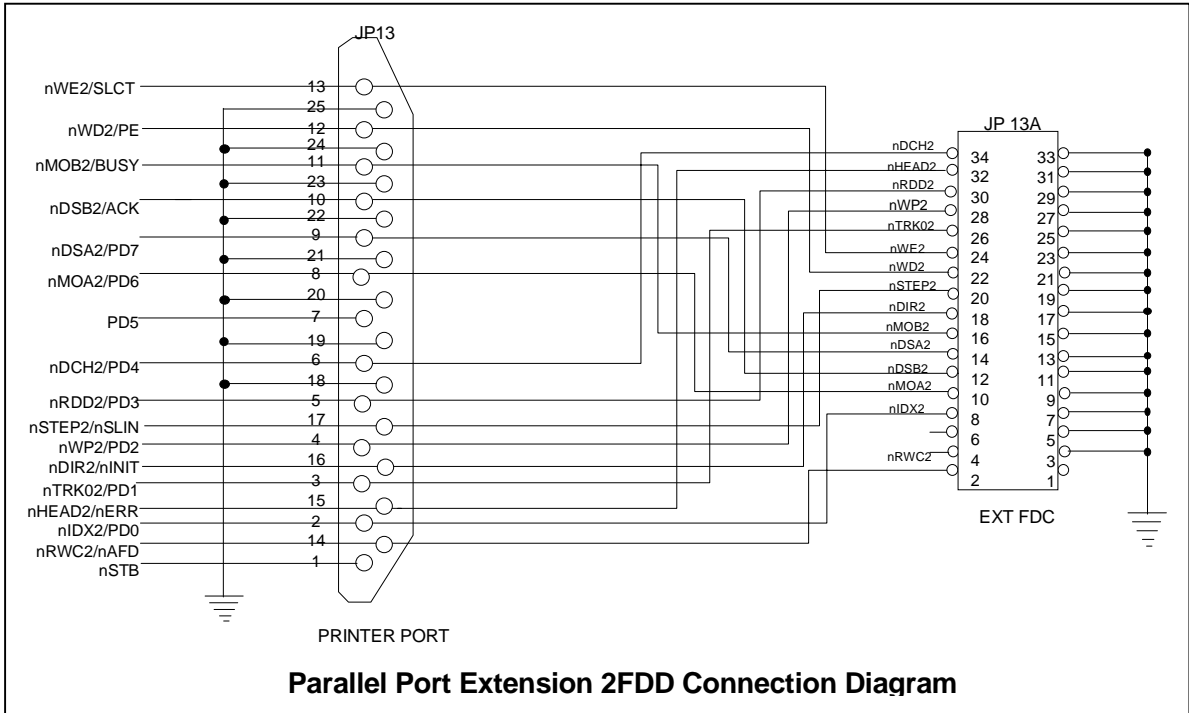 JP13
nWE2/SLCT
13
25
nWD2/PE
12
24
nMOB2/BUSY
11
23
nDSB2/ACK
10
22
nDSA2/PD7
9
21
nMOA2/PD6
8
20
PD5
7
19
nDCH2/PD4
6
18
nRDD2/PD3
5
nSTEP2/nSLIN
17
nWP2/PD2
4
nDIR2/nINIT
16
nTRK02/PD1
3
nHEAD2/nERR
15
nIDX2/PD0
2
nRWC2/nAFD
14
nSTB
1
PRINTER PORT
JP 13A
nDCH2
34 33
nHEAD2
32 31
nRDD2
30 29
nWP2
28 27
nTRK02
26 25
nWE2
24 23
nWD2
22 21
nSTEP2
20 19
nDIR2
18 17
nMOB2
16 15
nDSA2
14 13
nDSB2
12 11
nMOA2
10 9
nIDX2
8 7
6 5
nRWC2
4 3
2 1
EXT FDC
Parallel Port Extension 2FDD Connection Diagram